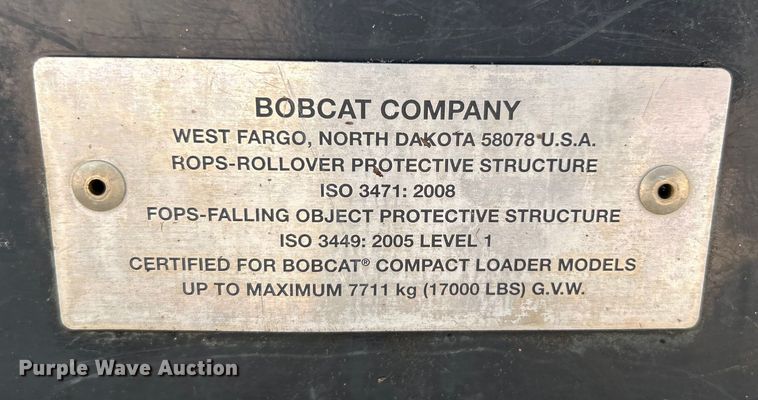 BOBCAT COMPANY
WEST FARGO, NORTH DAKOTA 58078 U.S.A.
ROPS-ROLLOVER PROTECTIVE STRUCTURE
ISO 3471: 2008
FOPS-FALLING OBJECT PROTECTIVE STRUCTURE
ISO 3449: 2005 LEVEL 1
CERTIFIED FOR BOBCAT® COMPACT LOADER MODELS
UP TO MAXIMUM 7711 kg (17000 LBS) G.V.W.
Purple Wave Auction®